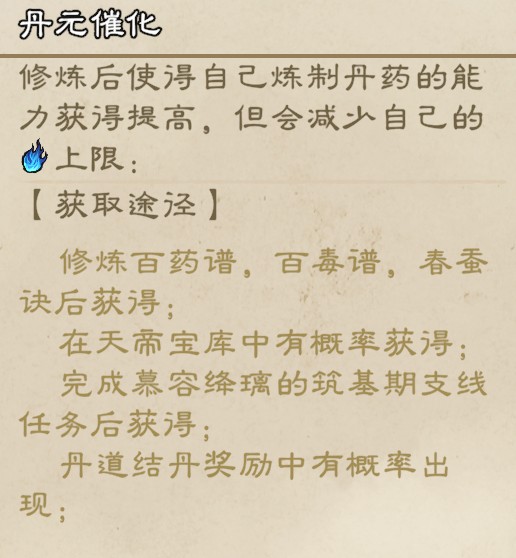 丹元催化
修炼后使得自己炼制丹药的能
力获得提高，但会减少自己的
上限：
【获取途径】
修炼百药谱，百毒谱，春蚕
诀后获得；
在天帝宝库中有概率获得；
完成慕容绛璃的筑基期支线
任务后获得；
丹道结丹奖励中有概率出
现；